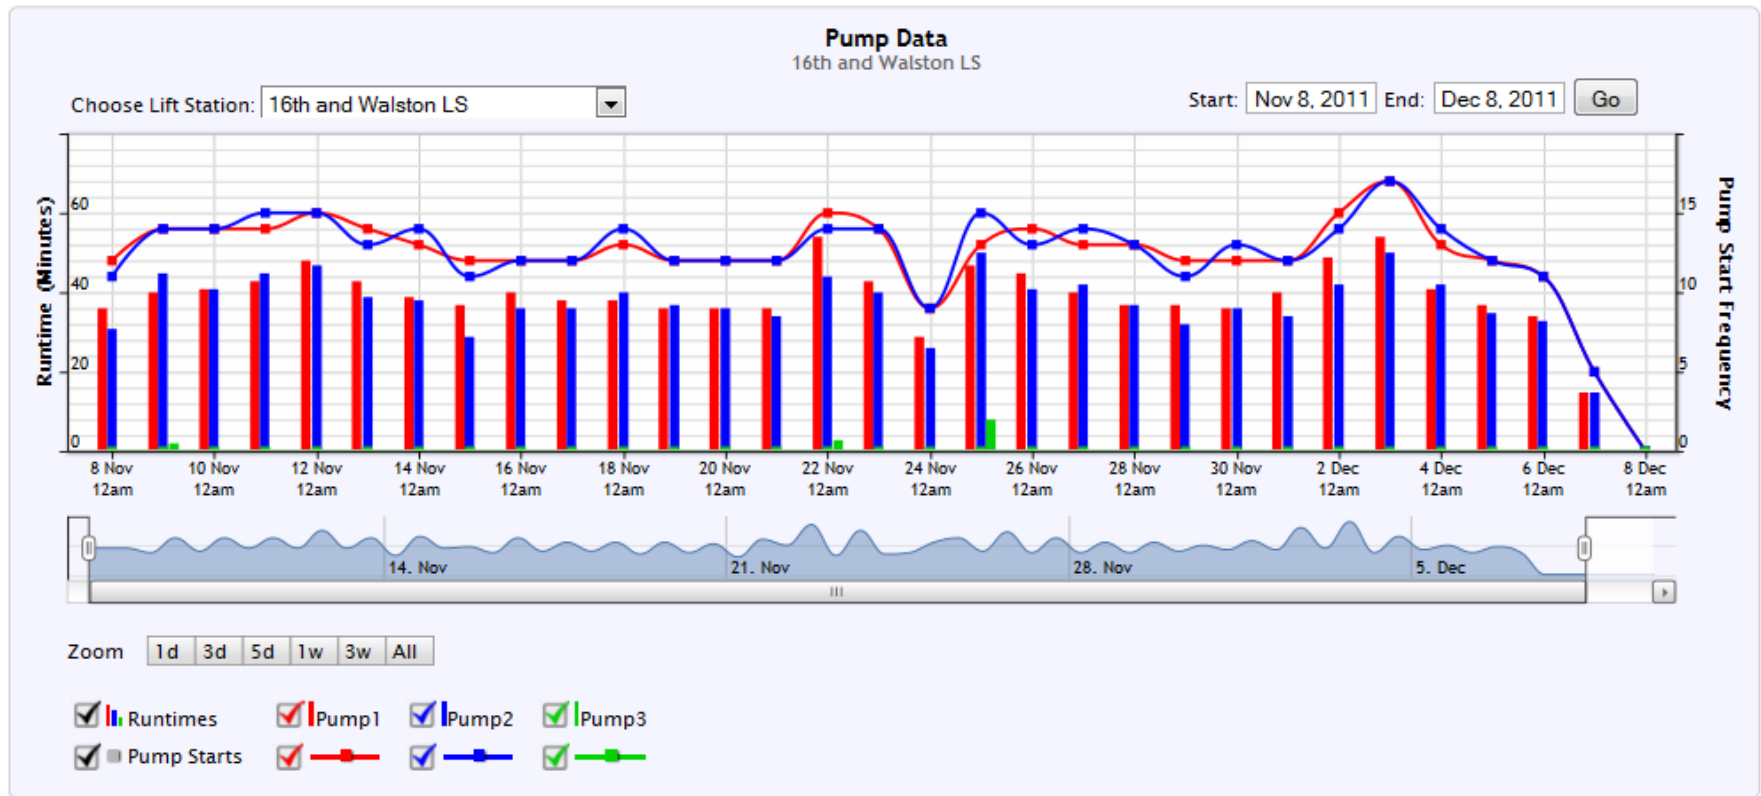 Pump Data
16th and Walston LS
Choose Lift Station: 16th and Walston LS
Start: Nov 8, 2011 End: Dec 8, 2011 Go
Runtime (Minutes)
60
40
20
0
15
10
5
0
Pump Start Frequency
8 Nov 10 Nov 12 Nov 14 Nov 16 Nov 18 Nov 20 Nov 22 Nov 24 Nov 26 Nov 28 Nov 30 Nov 2 Dec 4 Dec 6 Dec 8 Dec
12am 12am 12am 12am 12am 12am 12am 12am 12am 12am 12am 12am 12am 12am 12am 12am
14. Nov 21. Nov 28. Nov 5. Dec
Zoom 1d 3d 5d 1w 3w All
Runtimes Pump1 Pump2 Pump3
Pump Starts